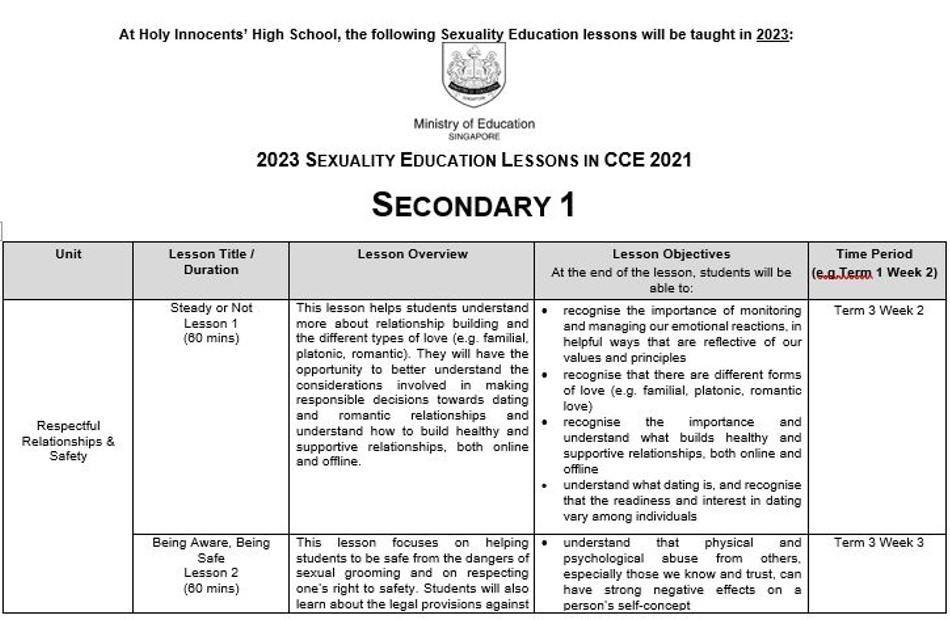 At Holy Innocents' High School, the following Sexuality Education lessons will be taught in 2023:
Ministry of Education
SINGAPORE
2023 SEXUALITY EDUCATION LESSONS IN CCE 2021
SECONDARY 1
Unit
Lesson Title /
Duration
Lesson Overview
Lesson Objectives
At the end of the lesson, students will be
able to:
Time Period
(e.g.Term 1 Week 2)
Respectful
Relationships &
Safety
Steady or Not
Lesson 1
(60 mins)
This lesson helps students understand
more about relationship building and
the different types of love (e.g. familial,
platonic, romantic). They will have the
opportunity to better understand the
considerations involved in making
responsible decisions towards dating
and romantic relationships and
understand how to build healthy and
supportive relationships, both online
and offline.
• recognise the importance of monitoring
and managing our emotional reactions, in
helpful ways that are reflective of our
values and principles
• recognise that there are different forms
of love (e.g. familial, platonic, romantic
love)
• recognise the importance and
understand what builds healthy and
supportive relationships, both online and
offline
• understand what dating is, and recognise
that the readiness and interest in dating
vary among individuals
Term 3 Week 2
Being Aware, Being
Safe
Lesson 2
(60 mins)
This lesson focuses on helping
students to be safe from the dangers of
sexual grooming and on respecting
one's right to safety. Students will also
learn about the legal provisions against
• understand that physical and
psychological abuse from others,
especially those we know and trust, can
have strong negative effects on a
person's self-concept
Term 3 Week 3